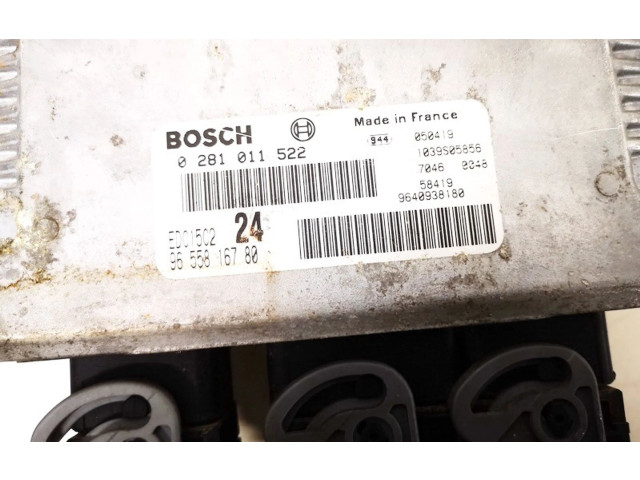 BOSCH
0 281 011 522
Made in France
944 050419
1039S05856
7046 0348
58419
9640938180
EDC15C2 24
96 558 167 80